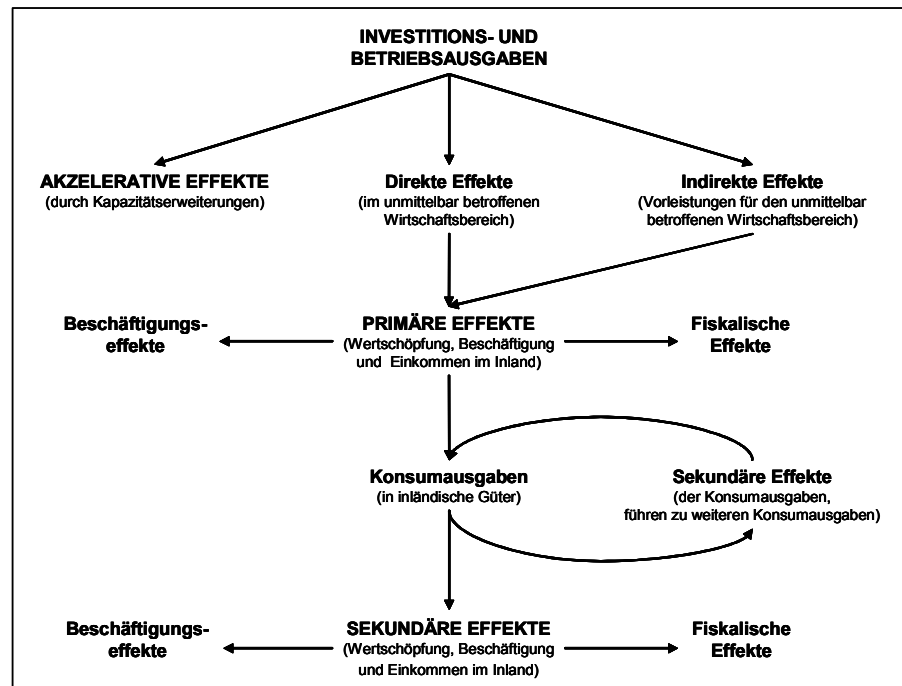 INVESTITIONS- UND
BETRIEBSAUSGABEN
AKZELERATIVE EFFEKTE
(durch Kapazitätserweiterungen)
Direkte Effekte
(im unmittelbar betroffenen
Wirtschaftsbereich)
Indirekte Effekte
(Vorleistungen für den unmittelbar
betroffenen Wirtschaftsbereich)
Beschäftigungs-
effekte
PRIMÄRE EFFEKTE
(Wertschöpfung, Beschäftigung
und Einkommen im Inland)
Fiskalische
Effekte
Konsumausgaben
(in inländische Güter)
Sekundäre Effekte
(der Konsumausgaben,
führen zu weiteren Konsumausgaben)
Beschäftigungs-
effekte
SEKUNDÄRE EFFEKTE
(Wertschöpfung, Beschäftigung
und Einkommen im Inland)
Fiskalische
Effekte